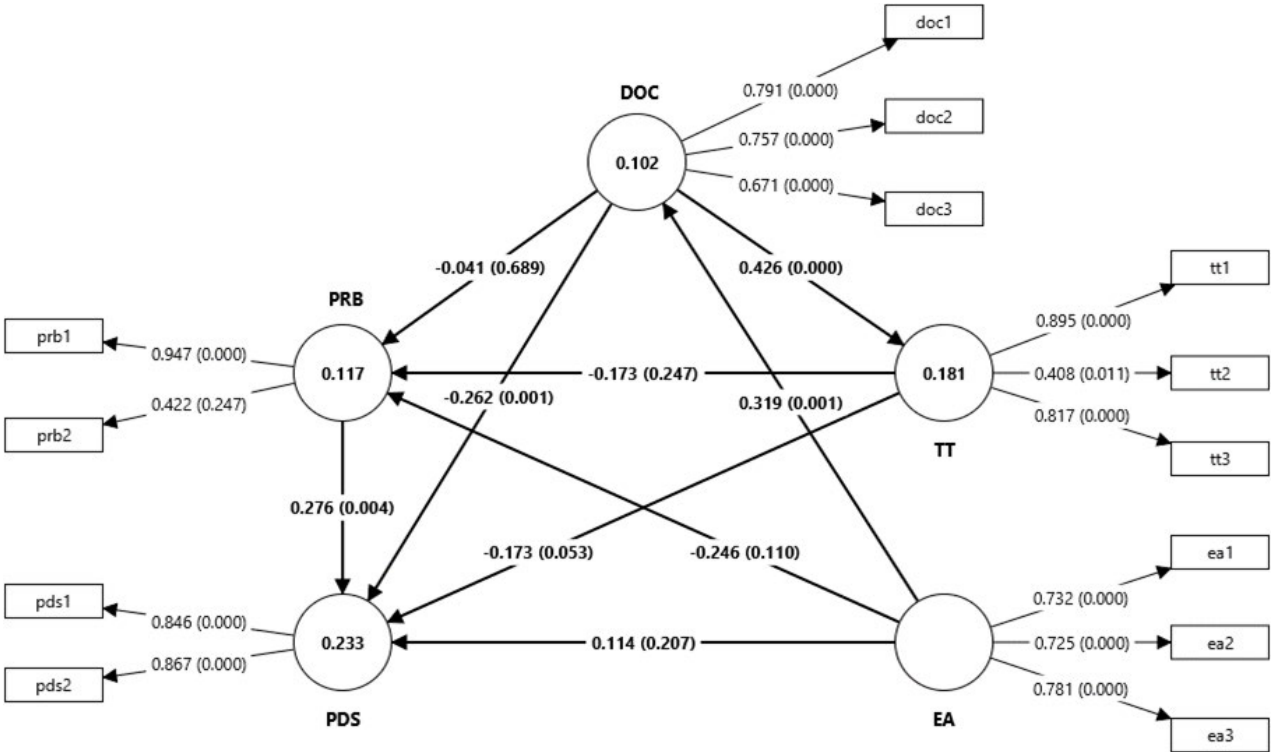 doc1
0.791 (0.000)
DOC
doc2
0.757 (0.000)
0.102
0.671 (0.000)
doc3
-0.041 (0.689)
0.426 (0.000)
tt1
PRB
0.895 (0.000)
prb1
0.947 (0.000)
0.117
-0.173 (0.247)
0.181
0.408 (0.011)
tt2
-0.262 (0.001)
0.319 (0.001)
0.422 (0.247)
0.817 (0.000)
prb2
TT
tt3
0.276 (0.004)
-0.173 (0.053)
-0.246 (0.110)
ea1
pds1
0.732 (0.000)
0.846 (0.000)
0.233
0.114 (0.207)
0.725 (0.000)
ea2
0.867 (0.000)
pds2
0.781 (0.000)
PDS
EA
ea3